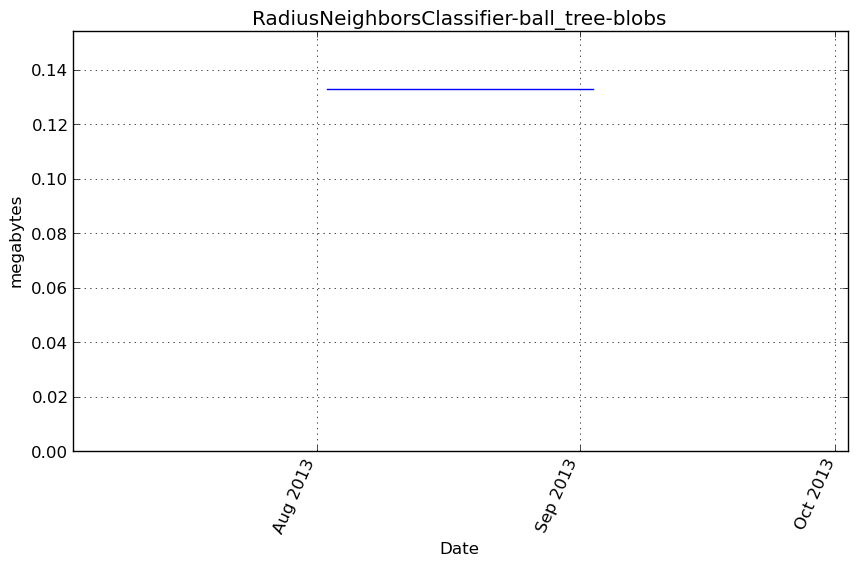 RadiusNeighborsClassifier-ball_tree-blobs
0.14
0.12
0.10
0.08
0.06
0.04
0.02
0.00
megabytes
Aug 2013
Sep 2013
Oct 2013
Date